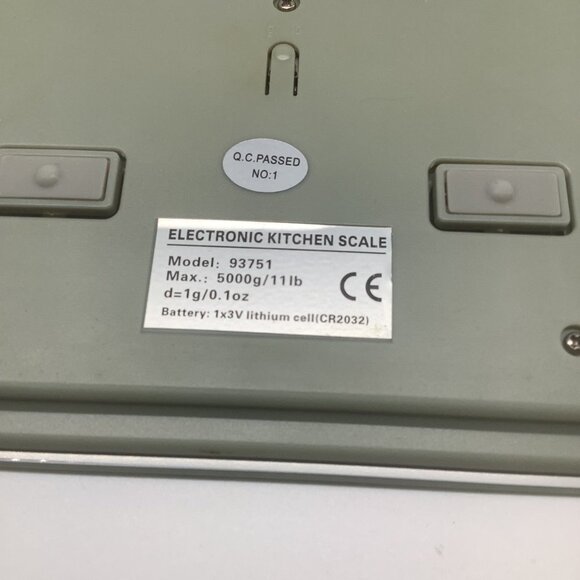 Q.C.PASSED
NO:1
ELECTRONIC KITCHEN SCALE
Model: 93751
Max.: 5000g/11lb
d=1g/0.1oz
CE
Battery: 1x3V lithium cell(CR2032)